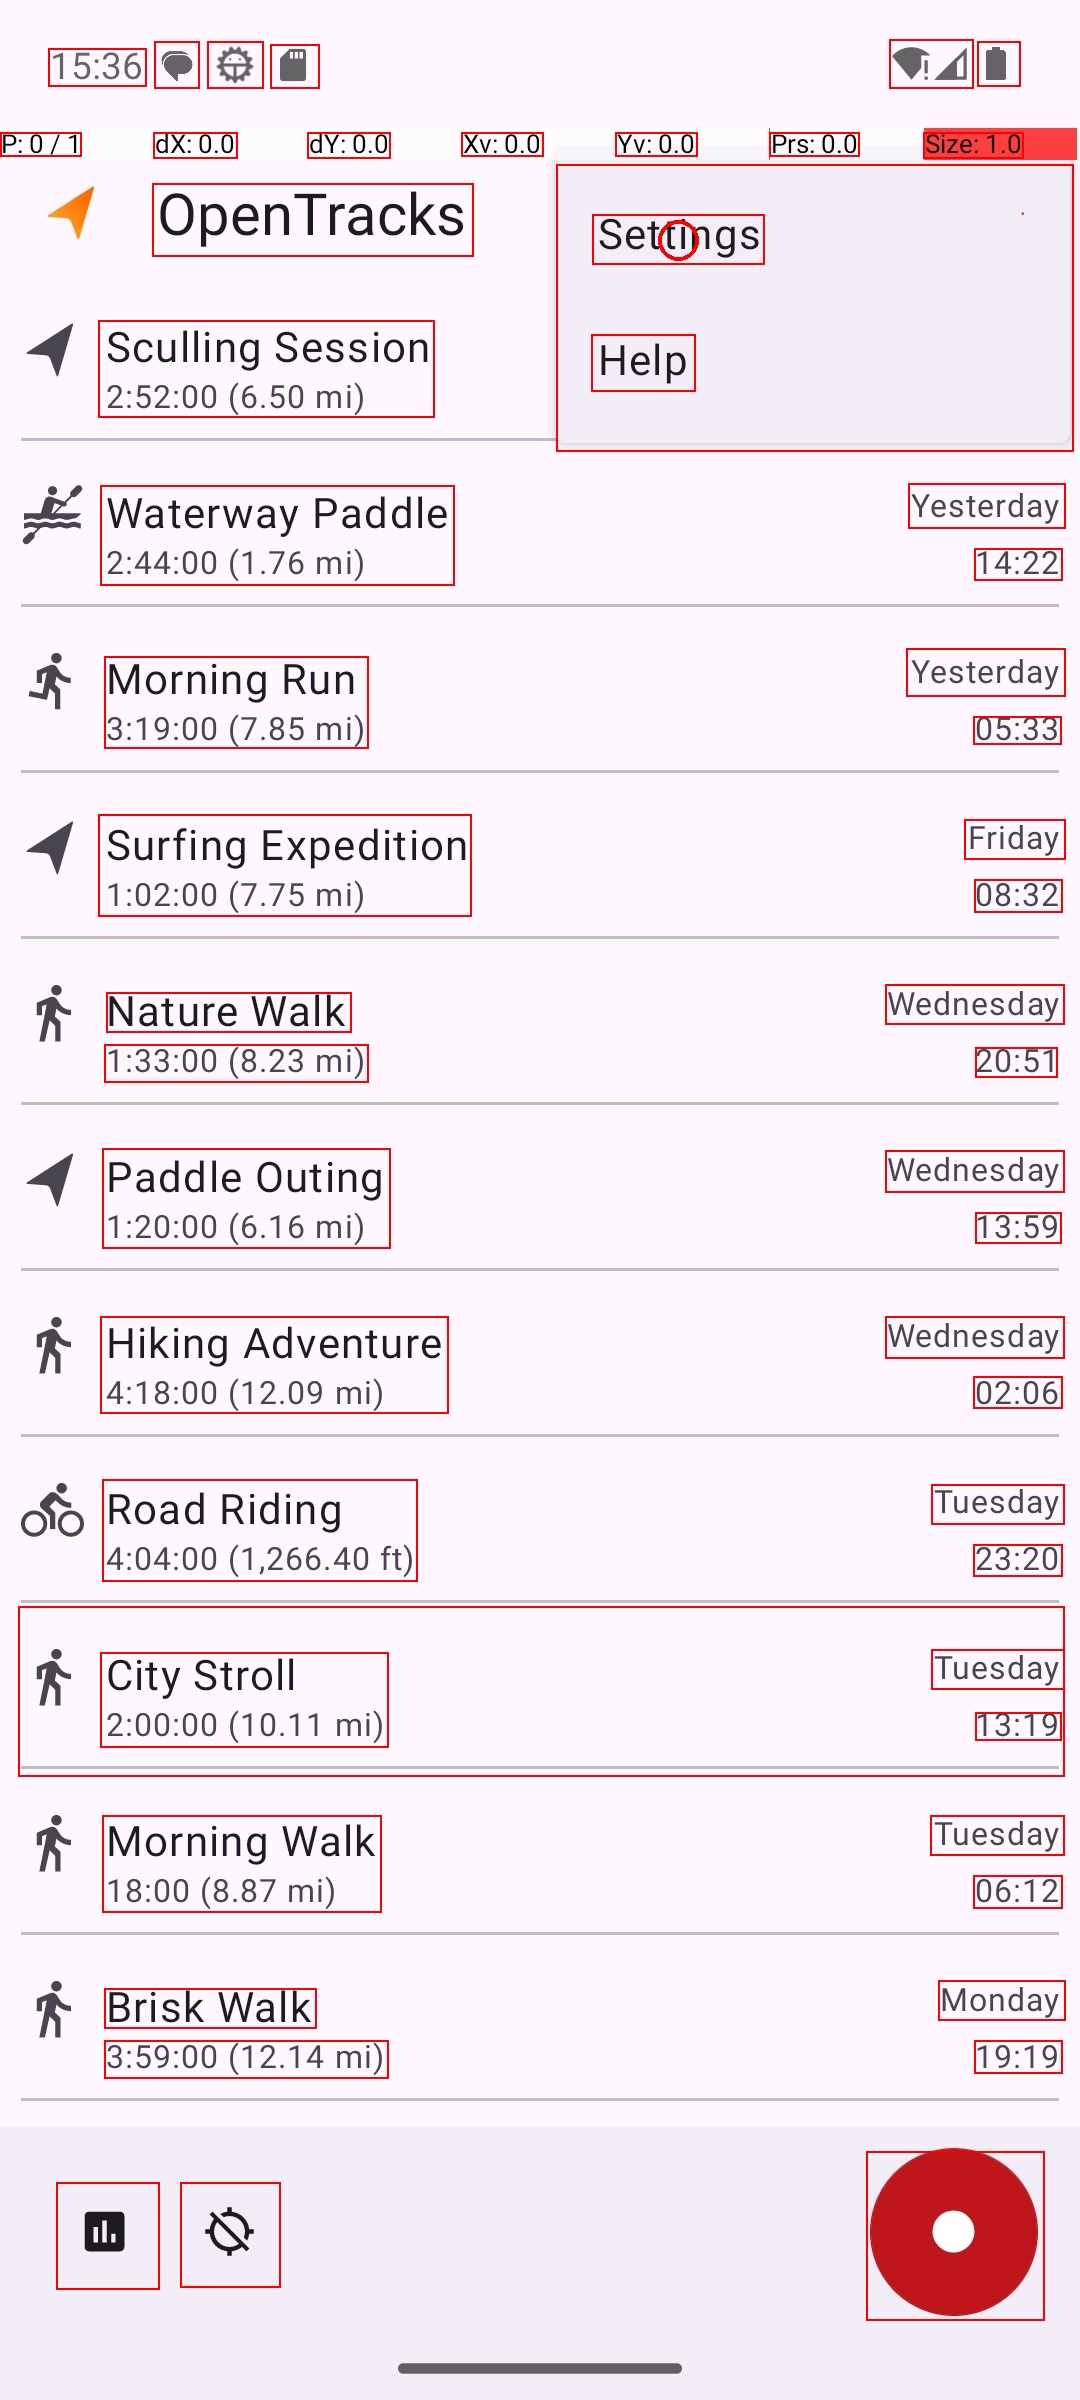 15:36
P: 0 / 1 dX: 0.0 dY: 0.0 Xv: 0.0 Yv: 0.0 Prs: 0.0 Size: 1.0
OpenTracks
Settings
Help
Sculling Session
2:52:00 (6.50 mi)
Waterway Paddle
Yesterday
2:44:00 (1.76 mi)
14:22
Morning Run
Yesterday
3:19:00 (7.85 mi)
05:33
Surfing Expedition
Friday
1:02:00 (7.75 mi)
08:32
Nature Walk
Wednesday
1:33:00 (8.23 mi)
20:51
Paddle Outing
Wednesday
1:20:00 (6.16 mi)
13:59
Hiking Adventure
Wednesday
4:18:00 (12.09 mi)
02:06
Road Riding
Tuesday
4:04:00 (1,266.40 ft)
23:20
City Stroll
Tuesday
2:00:00 (10.11 mi)
13:19
Morning Walk
Tuesday
18:00 (8.87 mi)
06:12
Brisk Walk
Monday
3:59:00 (12.14 mi)
19:19